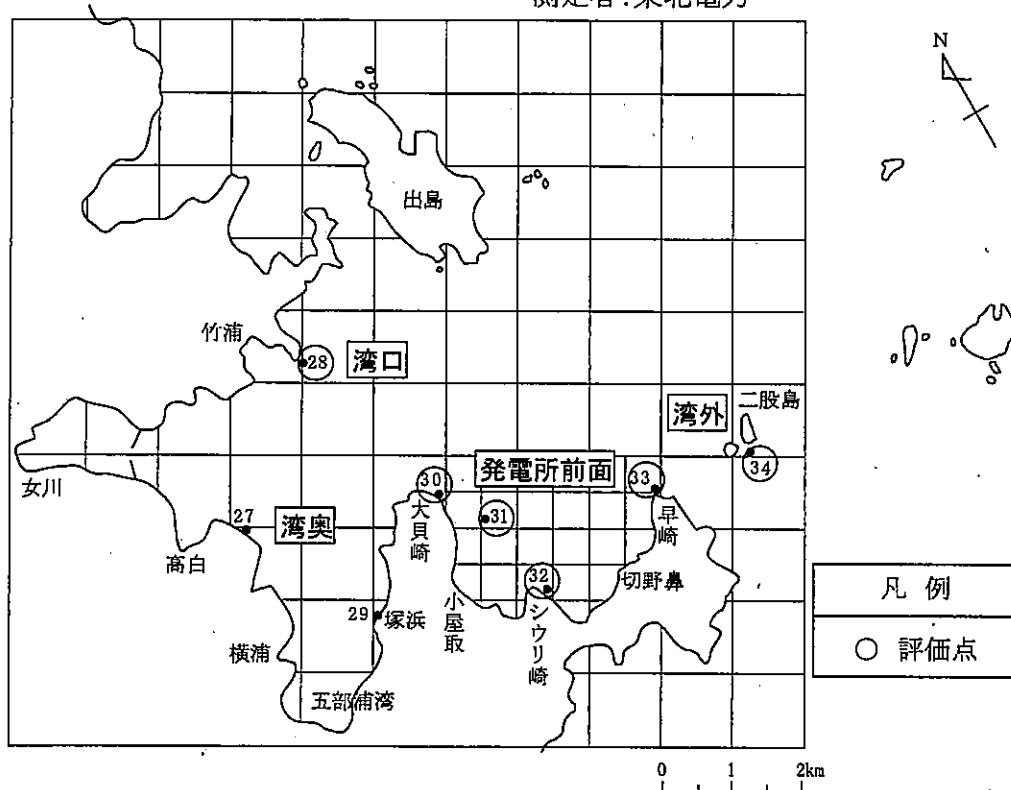 測定者：東北電力
N
出島
竹浦
28
湾口
二股島
湾外
34
女川
発電所前面
30
33
大貝崎
31
早崎
27
湾奥
高白
32
切野鼻
29
塚浜
小屋取
シウリ崎
横浦
五部浦湾
凡例
○ 評価点
0 1 2km